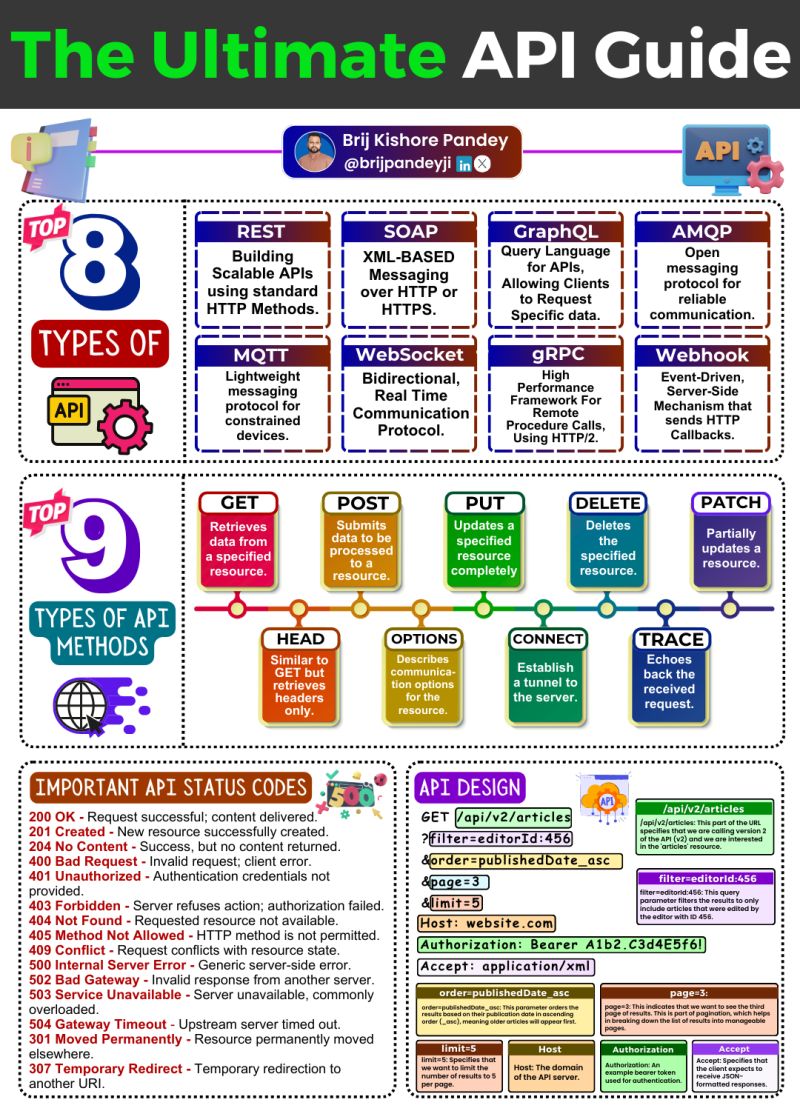 The Ultimate API Guide
Brij Kishore Pandey
@brijpandeyji in X
i
API
TOP
8
TYPES OF
API
REST
Building
Scalable APIs
using standard
HTTP Methods.
SOAP
XML-BASED
Messaging
over HTTP or
HTTPS.
GraphQL
Query Language
for APIs,
Allowing Clients
to Request
Specific data.
AMQP
Open
messaging
protocol for
reliable
communication.
MQTT
Lightweight
messaging
protocol for
constrained
devices.
WebSocket
Bidirectional,
Real Time
Communication
Protocol.
gRPC
High
Performance
Framework For
Remote
Procedure Calls,
Using HTTP/2.
Webhook
Event-Driven,
Server-Side
Mechanism that
sends HTTP
Callbacks.
TOP
9
TYPES OF API
METHODS
GET
Retrieves
data from
a specified
resource.
POST
Submits
data to be
processed
to a
resource.
PUT
Updates a
specified
resource
completely
DELETE
Deletes
the
specified
resource.
PATCH
Partially
updates a
resource.
HEAD
Similar to
GET but
retrieves
headers
only.
OPTIONS
Describes
communica-
tion options
for the
resource.
CONNECT
Establish
a tunnel to
the server.
TRACE
Echoes
back the
received
request.
IMPORTANT API STATUS CODES
500
200 OK - Request successful; content delivered.
201 Created - New resource successfully created.
204 No Content - Success, but no content returned.
400 Bad Request - Invalid request; client error.
401 Unauthorized - Authentication credentials not
provided.
403 Forbidden - Server refuses action; authorization failed.
404 Not Found - Requested resource not available.
405 Method Not Allowed - HTTP method is not permitted.
409 Conflict - Request conflicts with resource state.
500 Internal Server Error - Generic server-side error.
502 Bad Gateway - Invalid response from another server.
503 Service Unavailable - Server unavailable, commonly
overloaded.
504 Gateway Timeout - Upstream server timed out.
301 Moved Permanently - Resource permanently moved
elsewhere.
307 Temporary Redirect - Temporary redirection to
another URI.
API DESIGN
API
GET /api/v2/articles
?filter=editorId:456
&order=publishedDate_asc
&page=3
&limit=5
Host: website.com
Authorization: Bearer A1b2.C3d4E5f6!
Accept: application/xml
/api/v2/articles
/api/v2/articles: This part of the URL
specifies that we are calling version 2
of the API (v2) and we are interested
in the 'articles' resource.
filter=editorId:456
filter=editorId:456: This query
parameter filters the results to only
include articles that were edited by
the editor with ID 456.
order=publishedDate_asc
order=publishedDate_asc: This parameter orders the
results based on their publication date in ascending
order (_asc), meaning older articles will appear first.
page=3:
page=3: This indicates that we want to see the third
page of results. This is part of pagination, which helps
in breaking down the list of results into manageable
pages.
limit=5
limit=5: Specifies that
we want to limit the
number of results to 5
per page.
Host
Host: The domain
of the API server.
Authorization
Authorization: An
example bearer token
used for authentication.
Accept
Accept: Specifies that
the client expects to
receive JSON-
formatted responses.